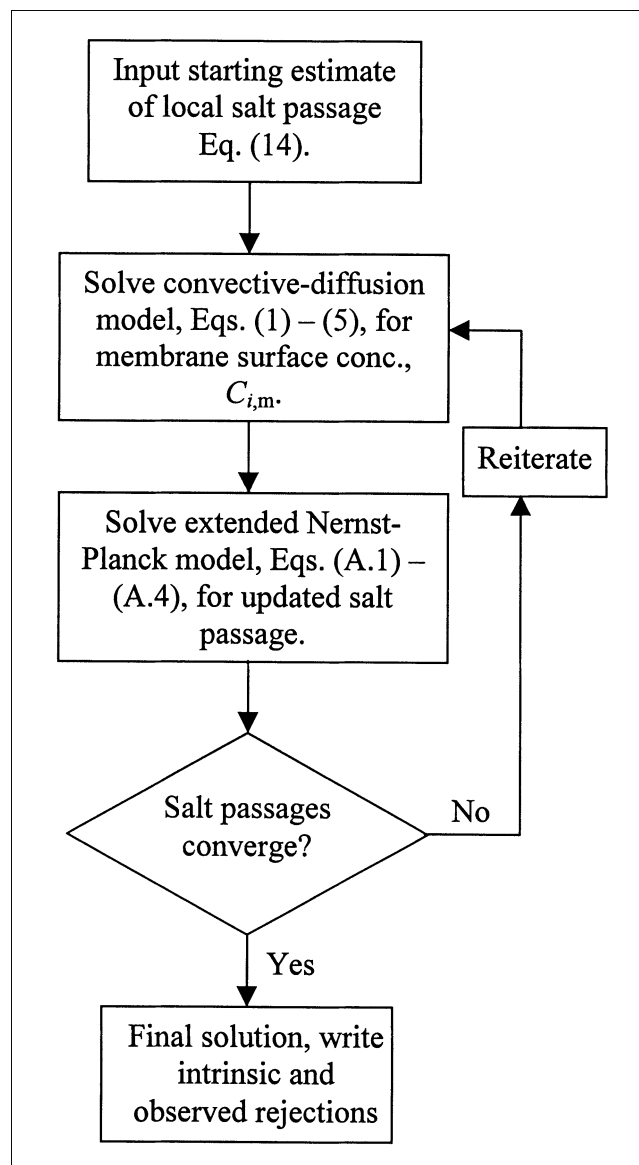 Input starting estimate
of local salt passage
Eq. (14).
Solve convective-diffusion
model, Eqs. (1) – (5), for
membrane surface conc.,
C_{i,m}.
Reiterate
Solve extended Nernst-
Planck model, Eqs. (A.1) –
(A.4), for updated salt
passage.
Salt passages
converge?
No
Yes
Final solution, write
intrinsic and
observed rejections